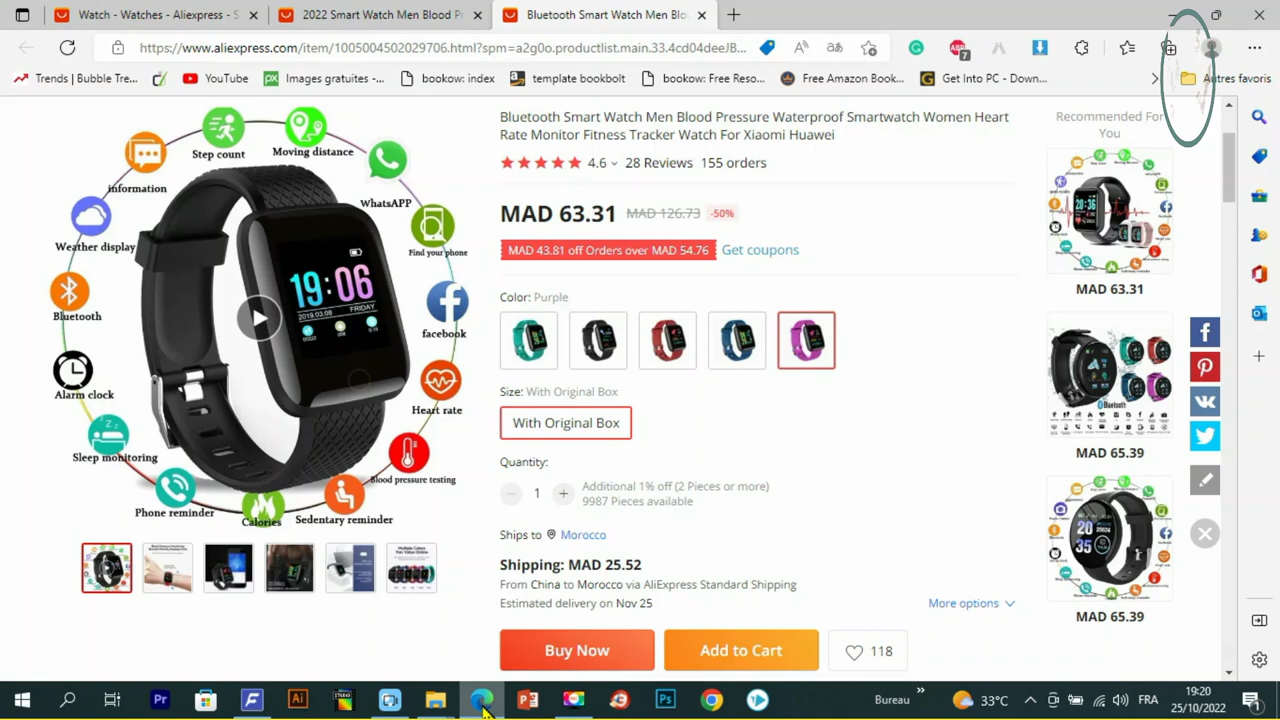 Watch - Watches - Aliexpress - S
2022 Smart Watch Men Blood Pr
Bluetooth Smart Watch Men Blo
https://www.aliexpress.com/item/1005004502029706.html?spm=a2g0o.productlist.main.33.4cd04deeJB...
Trends | Bubble Tre...
YouTube
Images gratuites -...
bookow: index
template bookbolt
bookow: Free Reso...
Free Amazon Book...
Get Into PC - Down...
Autres favoris
Step count
Moving distance
information
WhatsAPP
Weather display
Find your phone
Bluetooth
facebook
Alarm clock
Heart rate
Sleep monitoring
Blood pressure testing
Phone reminder
Calories
Sedentary reminder
19:06
2019.03.08 FRIDAY
Bluetooth Smart Watch Men Blood Pressure Waterproof Smartwatch Women Heart
Rate Monitor Fitness Tracker Watch For Xiaomi Huawei
4.6 28 Reviews 155 orders
MAD 63.31 MAD 126.73 -50%
MAD 43.81 off Orders over MAD 54.76 Get coupons
Color: Purple
Size: With Original Box
With Original Box
Quantity:
1
Additional 1% off (2 Pieces or more)
9987 Pieces available
Ships to Morocco
Shipping: MAD 25.52
From China to Morocco via AliExpress Standard Shipping
Estimated delivery on Nov 25
More options
Buy Now
Add to Cart
118
Recommended For
You
MAD 63.31
MAD 65.39
MAD 65.39
Bureau
33°C
FRA
19:20
25/10/2022